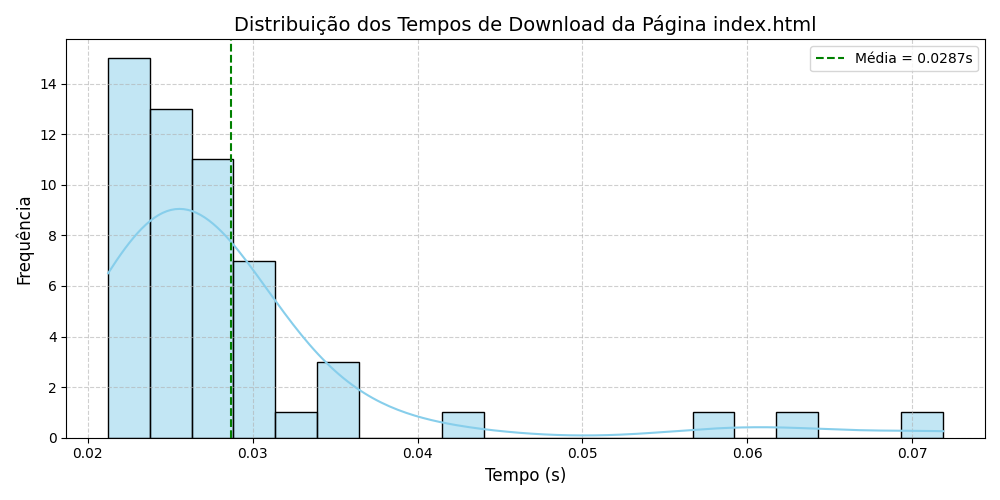 Distribuição dos Tempos de Download da Página index.html
Média = 0.0287s
Frequência
14
12
10
8
6
4
2
0
0.02 0.03 0.04 0.05 0.06 0.07
Tempo (s)